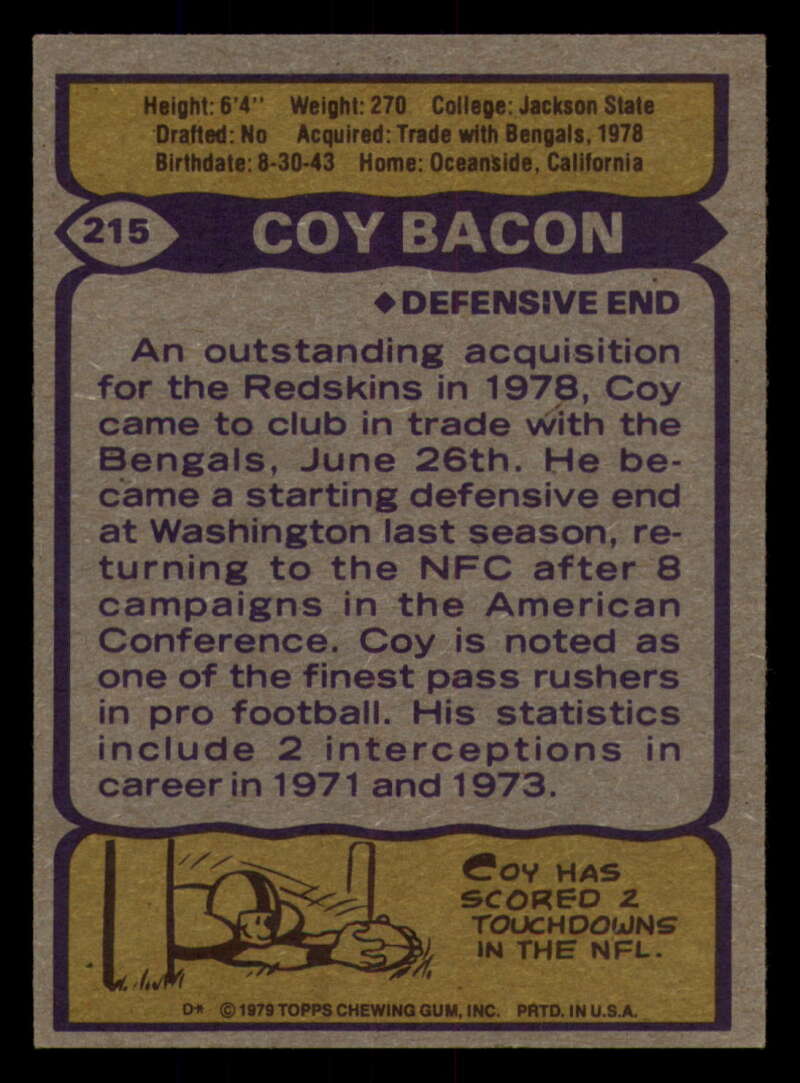 Height: 6'4" Weight: 270 College: Jackson State
Drafted: No Acquired: Trade with Bengals, 1978
Birthdate: 8-30-43 Home: Oceanside, California
215 COY BACON
◆DEFENSIVE END
An outstanding acquisition
for the Redskins in 1978, Coy
came to club in trade with the
Bengals, June 26th. He be-
came a starting defensive end
at Washington last season, re-
turning to the NFC after 8
campaigns in the American
Conference. Coy is noted as
one of the finest pass rushers
in pro football. His statistics
include 2 interceptions in
career in 1971 and 1973.
COY HAS
SCORED 2
TOUCHDOWNS
IN THE NFL.
D* © 1979 TOPPS CHEWING GUM, INC. PRTD. IN U.S.A.